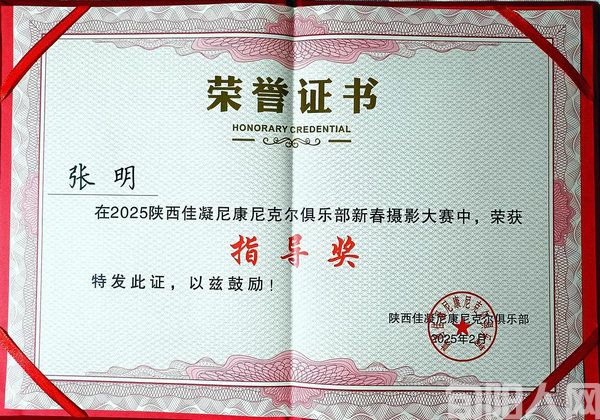 荣誉证书
HONORARY CREDENTIAL
张 明
在2025陕西佳凝尼康尼克尔俱乐部新春摄影大赛中，荣获
指导奖
特发此证，以兹鼓励！
陕西佳凝尼康尼克尔俱乐部
2025年2月